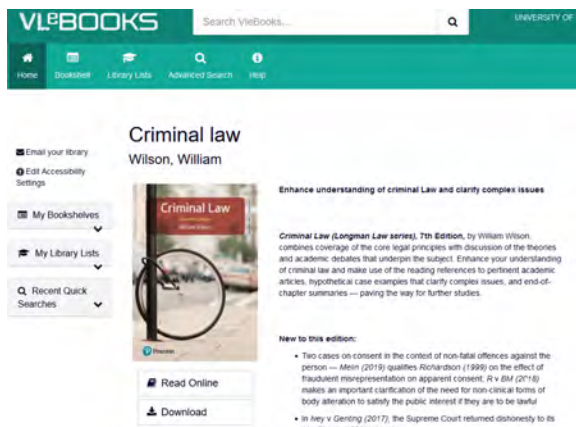 VLeBOOKS
Search VleBooks...
UNIVERSITY OF
Home
Bookshelf
Library Lists
Advanced Search
Help
Criminal law
Wilson, William
Email your library
Edit Accessibility
Settings
My Bookshelves
My Library Lists
Recent Quick
Searches
Criminal Law
Pearson
Read Online
Download
Enhance understanding of criminal Law and clarify complex issues
Criminal Law (Longman Law series), 7th Edition, by William Wilson,
combines coverage of the core legal principles with discussion of the theories
and academic debates that underpin the subject. Enhance your understanding
of criminal law and make use of the reading references to pertinent academic
articles, hypothetical case examples that clarify complex issues, and end-of-
chapter summaries — paving the way for further studies.
New to this edition:
• Two cases on consent in the context of non-fatal offences against the
person — Melin (2019) qualifies Richardson (1999) on the effect of
fraudulent misrepresentation on apparent consent; R v BM (2018)
makes an important clarification of the need for non-clinical forms of
body alteration to satisfy the public interest if they are to be lawful
• In Ivey v Genting (2017), the Supreme Court returned dishonesty to its